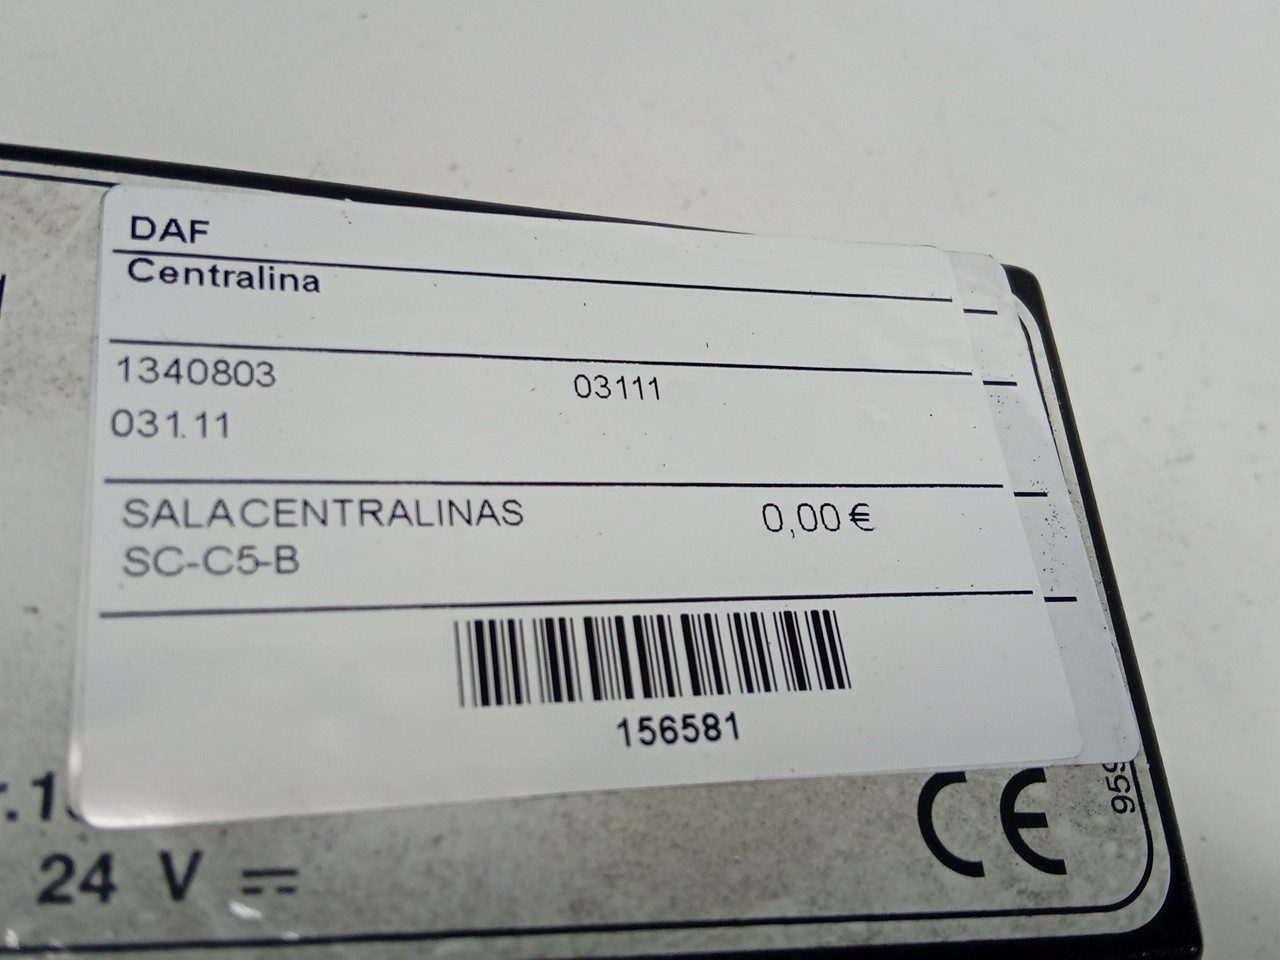 DAF
Centralina
1340803 03111
031.11
SALACENTRALINAS 0,00 €
SC-C5-B
156581
24 V
CE